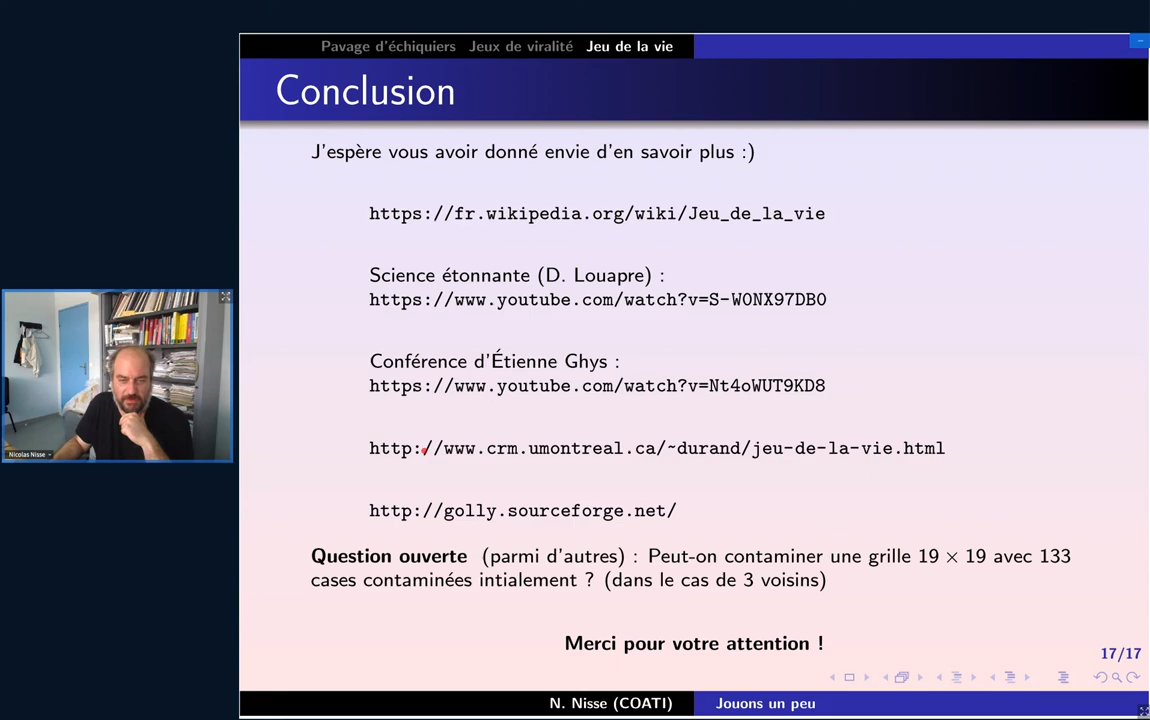 Pavage d'échiquiers Jeux de viralité Jeu de la vie
Conclusion
J'espère vous avoir donné envie d'en savoir plus :)
https://fr.wikipedia.org/wiki/Jeu_de_la_vie
Science étonnante (D. Louapre) :
https://www.youtube.com/watch?v=S-W0NX97DB0
Conférence d'Étienne Ghys :
https://www.youtube.com/watch?v=Nt4oWUT9KD8
http://www.crm.umontreal.ca/~durand/jeu-de-la-vie.html
http://golly.sourceforge.net/
Question ouverte (parmi d'autres) : Peut-on contaminer une grille 19 × 19 avec 133
cases contaminées intialement ? (dans le cas de 3 voisins)
Merci pour votre attention !
17/17
N. Nisse (COATI) Jouons un peu
Nicolas Nisse